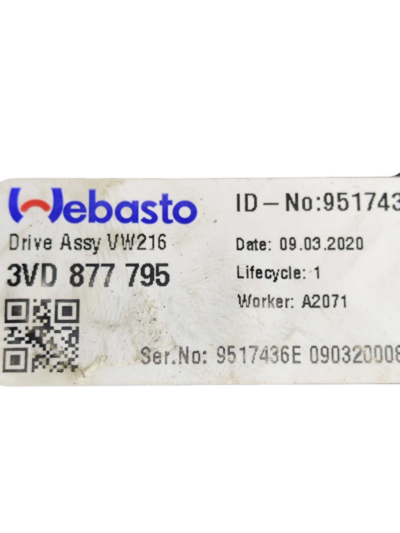 Webasto
ID-No:9517436
Drive Assy VW216
Date: 09.03.2020
3VD 877 795
Lifecycle: 1
Worker: A2071
Ser.No: 9517436E 090320008